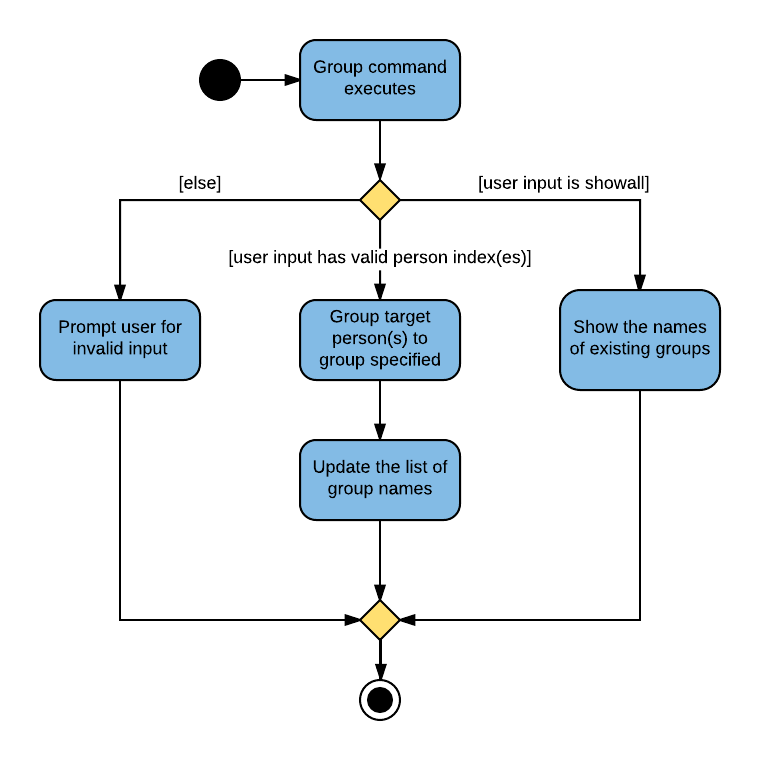 Group command
executes
[else]
[user input is showall]
[user input has valid person index(es)]
Prompt user for
invalid input
Group target
person(s) to
group specified
Show the names
of existing groups
Update the list of
group names